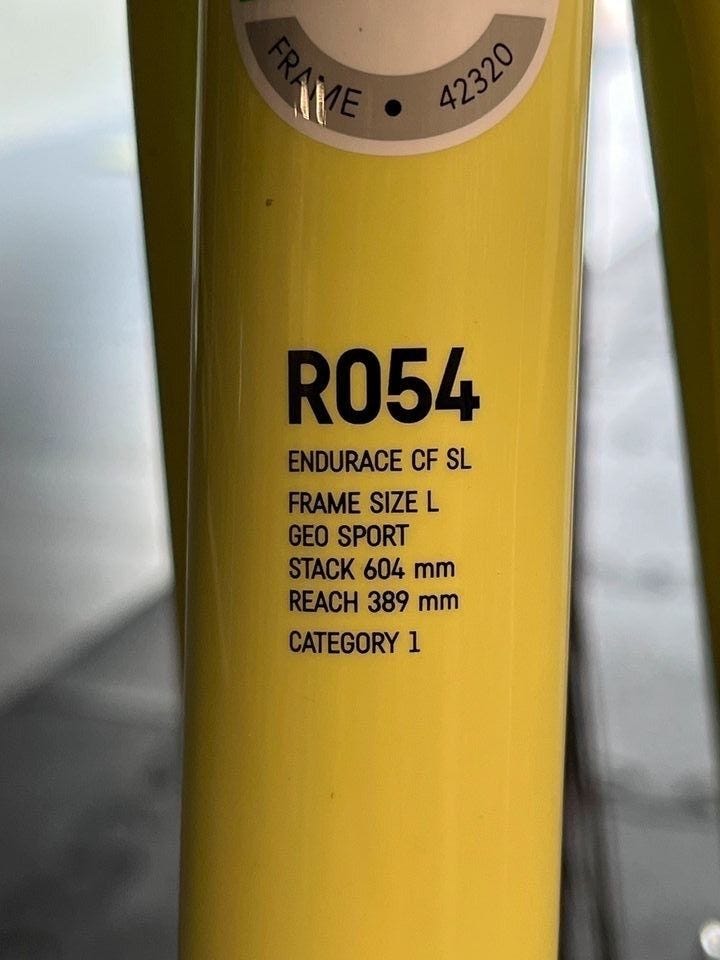 FRAME • 42320
R054
ENDURACE CF SL
FRAME SIZE L
GEO SPORT
STACK 604 mm
REACH 389 mm
CATEGORY 1